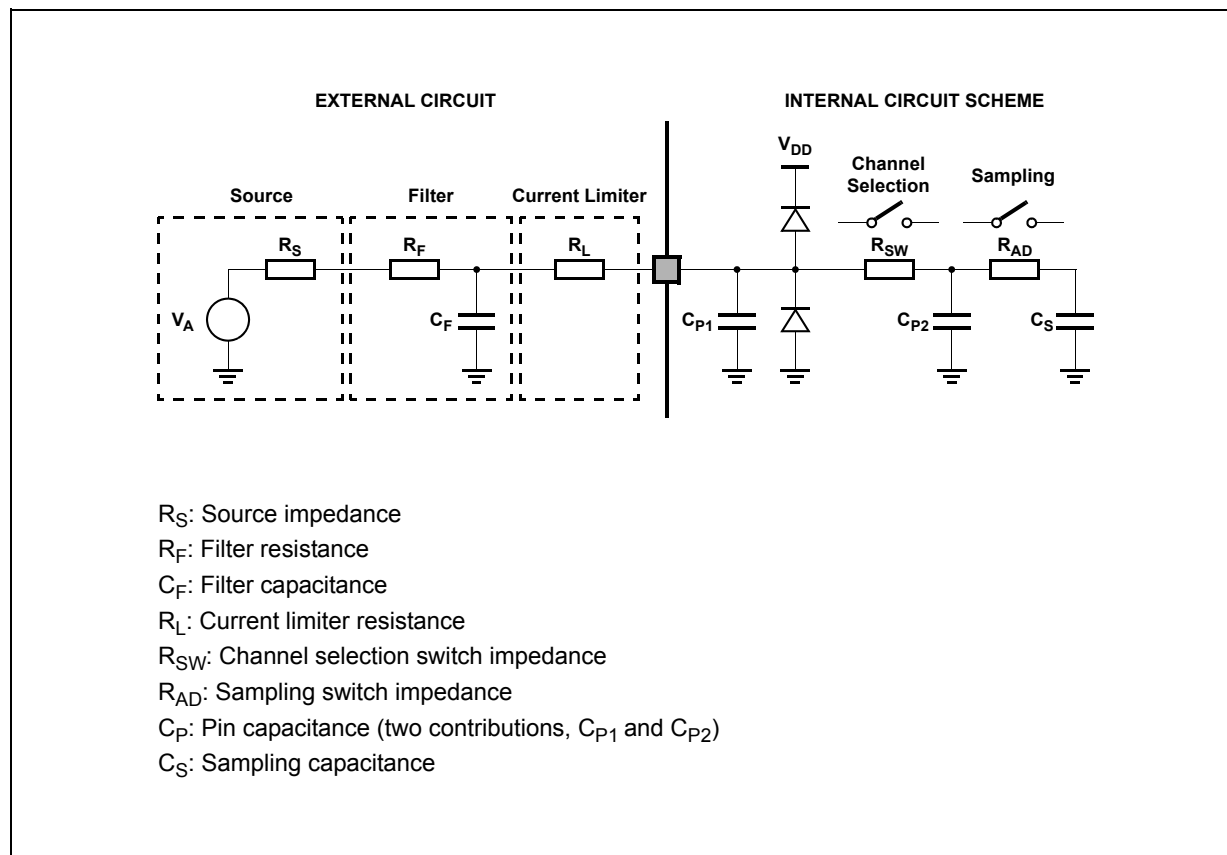 EXTERNAL CIRCUIT
INTERNAL CIRCUIT SCHEME
VDD
Channel
Selection
Sampling
Source
Filter
Current Limiter
RS
RF
RL
RSW
RAD
VA
CF
CP1
CP2
CS
RS: Source impedance
RF: Filter resistance
CF: Filter capacitance
RL: Current limiter resistance
RSW: Channel selection switch impedance
RAD: Sampling switch impedance
CP: Pin capacitance (two contributions, CP1 and CP2)
CS: Sampling capacitance